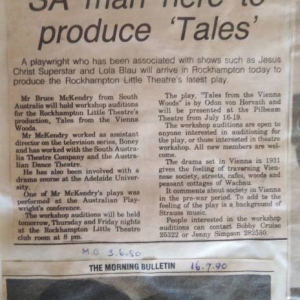 SA man here to
produce 'Tales'
A playwright who has been associated with shows such as Jesus
Christ Superstar and Lola Blau will arrive in Rockhampton today to
produce the Rockhampton Little Theatre's latest play.
Mr Bruce McKendry from South
Australia will hold workshop auditions
for the Rockhampton Little Theatre's
production, Tales from the Vienna
Woods.
Mr McKendry worked as assistant
director on the television series, Boney
and has worked with the South Austra-
lia Theatre Company and the Austra-
lian Dance Theatre.
He has also been involved with a
drama course at the Adelaide Univer-
sity.
One of Mr McKendry's plays was
performed at the Australian Play-
wright's conference.
The workshop auditions will be held
tomorrow, Thursday and Friday nights
at the Rockhampton Little Theatre
club room at 8 pm.
The play, "Tales from the Vienna
Woods" is by Odon von Horvath and
will be presented at the Pilbeam
Theatre from July 16-19.
The workshop auditions are open to
anyone interested in auditioning for
the play, or those interested in theatre
workshop. All new members are wel-
come.
The drama set in Vienna in 1931
gives the feeling of traversing Vien-
nese society, streets, cafes, woods and
peasant cottages of Wachau
It comments about society in Vienna
in the pre-war period. To add to the
feeling of the play is a background of
Strauss music.
People interested in the workshop
auditions can contact Bobby Cruise
25322 or Jenny Simpson 282580.
M.B. 3.6.80
THE MORNING BULLETIN 16.7.80